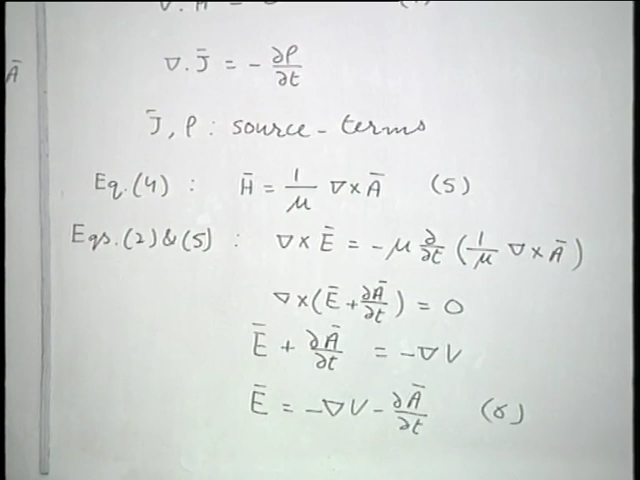 Ā
∇. J̄ = - ∂ρ/∂t
J̄, ρ : source - terms
Eq.(4) : H̄ = 1/μ ∇ x Ā (5)
Eqs.(2)&(5) : ∇ x Ē = -μ ∂/∂t (1/μ ∇ x Ā)
∇x(Ē + ∂Ā/∂t) = 0
Ē + ∂Ā/∂t = -∇V
Ē = -∇V - ∂Ā/∂t (6)